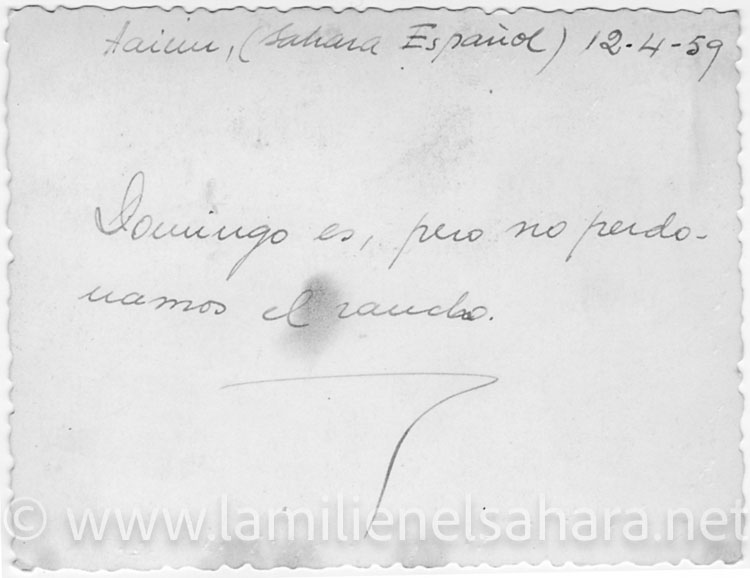 Aaiun, (Sahara Español) 12-4-59
Domingo es, pero no perdo-
namos el rancho.
© www.lamilienelsahara.net